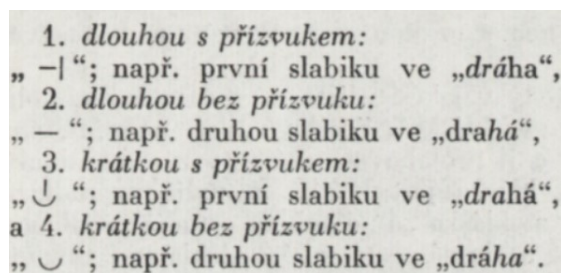 1. dlouhou s přízvukem:
„ —| “; např. první slabiku ve „dráha“,
2. dlouhou bez přízvuku:
„ — “; např. druhou slabiku ve „drahá“,
3. krátkou s přízvukem:
„ ◡́ “; např. první slabiku ve „drahá“,
a 4. krátkou bez přízvuku:
„ ◡ “; např. druhou slabiku ve „dráha“.